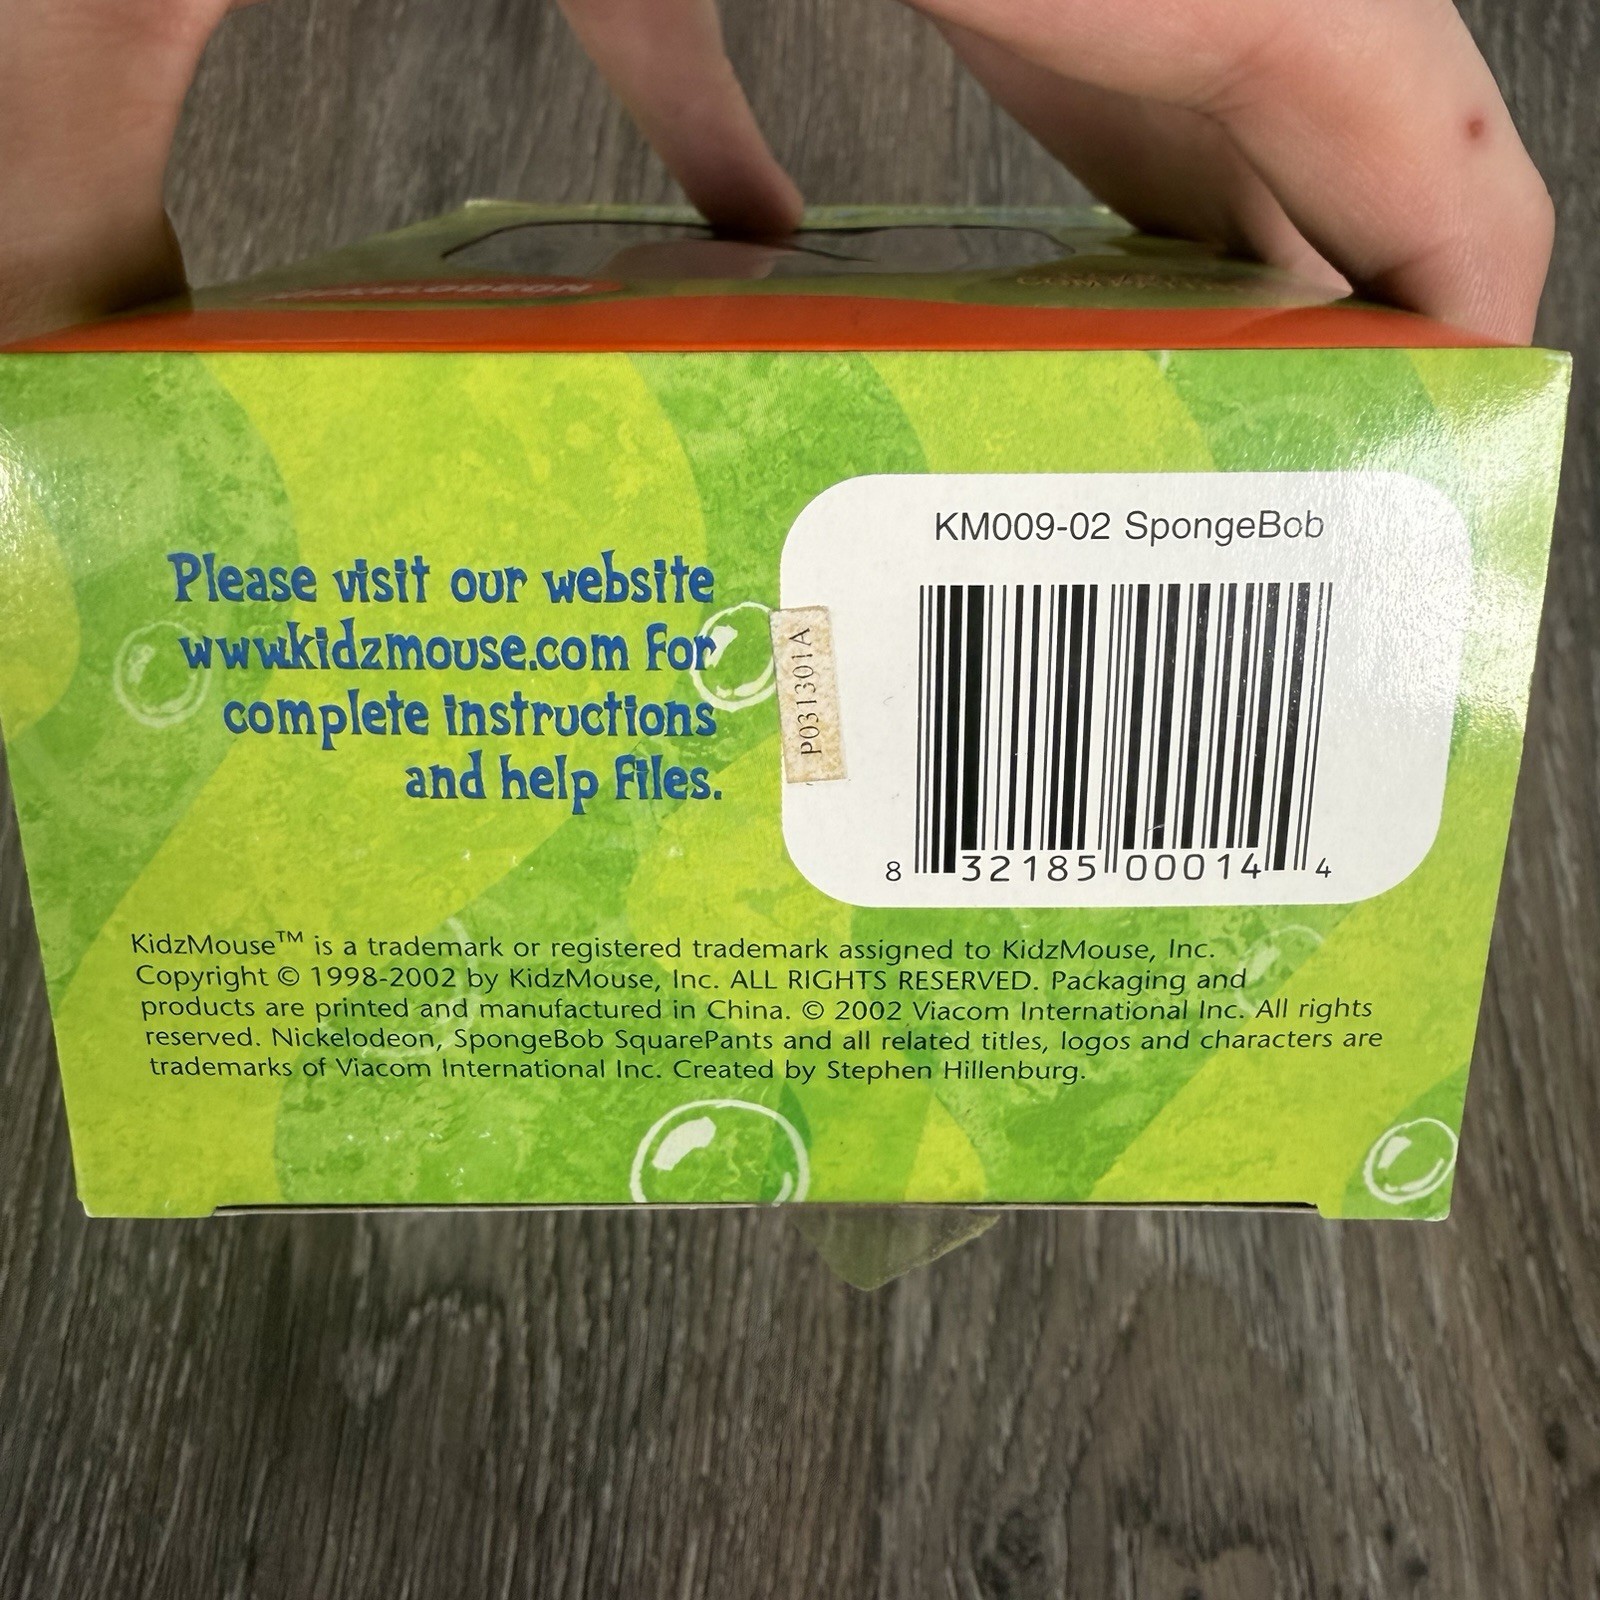 NICKELODEON
Please visit our website
www.kidzmouse.com for
complete instructions
and help files.
KM009-02 SpongeBob
P031301A
8 32185 00014 4
KidzMouse™ is a trademark or registered trademark assigned to KidzMouse, Inc.
Copyright © 1998-2002 by KidzMouse, Inc. ALL RIGHTS RESERVED. Packaging and
products are printed and manufactured in China. © 2002 Viacom International Inc. All rights
reserved. Nickelodeon, SpongeBob SquarePants and all related titles, logos and characters are
trademarks of Viacom International Inc. Created by Stephen Hillenburg.